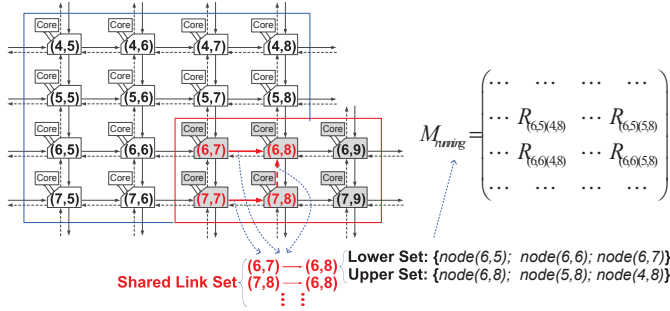 Core Core Core Core
(4,5) (4,6) (4,7) (4,8)
Core Core Core Core
(5,5) (5,6) (5,7) (5,8)
Core Core Core Core Core
(6,5) (6,6) (6,7) (6,8) (6,9)
Core Core Core Core Core
(7,5) (7,6) (7,7) (7,8) (7,9)
M_runing =
... ... ... ...
... R_(6,5)(4,8) ... R_(6,5)(5,8)
... R_(6,6)(4,8) ... R_(6,6)(5,8)
... ... ... ...
Shared Link Set
(6,7) → (6,8)
(7,8) → (6,8)
⋮ ⋮
Lower Set: {node(6,5); node(6,6); node(6,7)}
Upper Set: {node(6,8); node(5,8); node(4,8)}